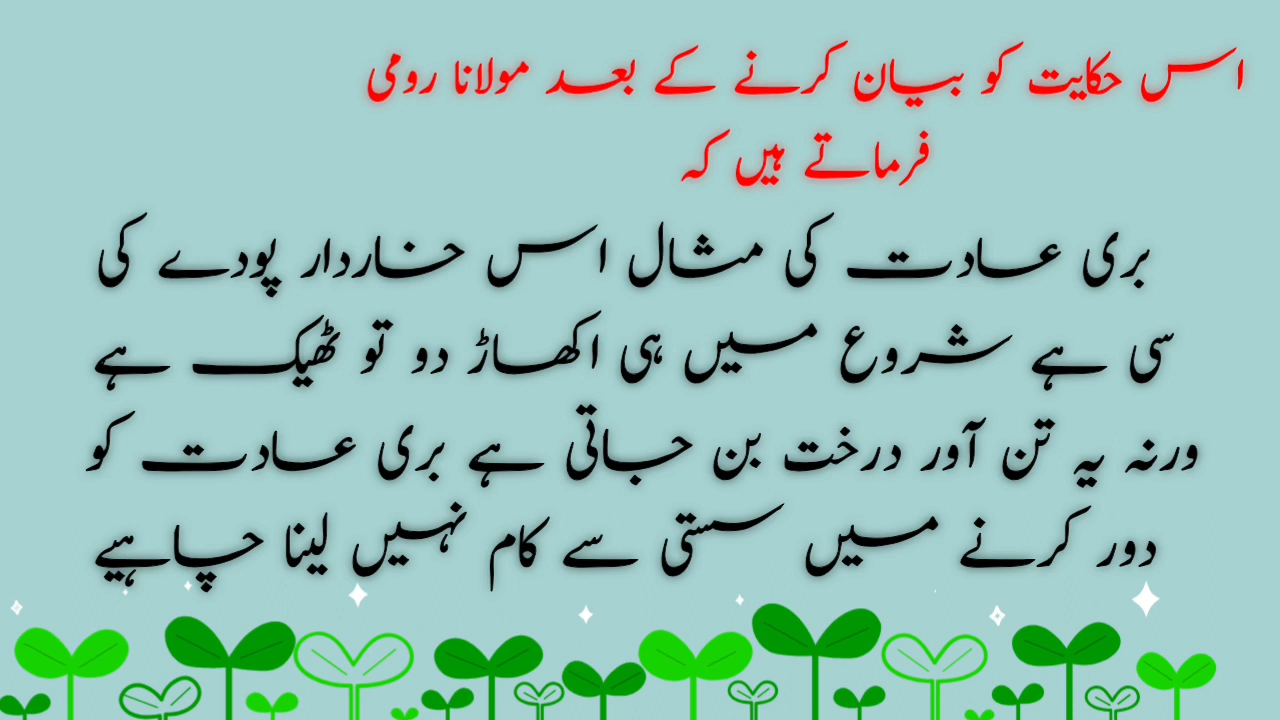 اس حکایت کو بیان کرنے کے بعد مولانا رومی
فرماتے ہیں کہ
بری عادت کی مثال اس خاردار پودے کی
سی ہے شروع میں ہی اکھاڑ دو تو ٹھیک ہے
ورنہ یہ تن آور درخت بن جاتی ہے بری عادت کو
دور کرنے میں سستی سے کام نہیں لینا چاہیے